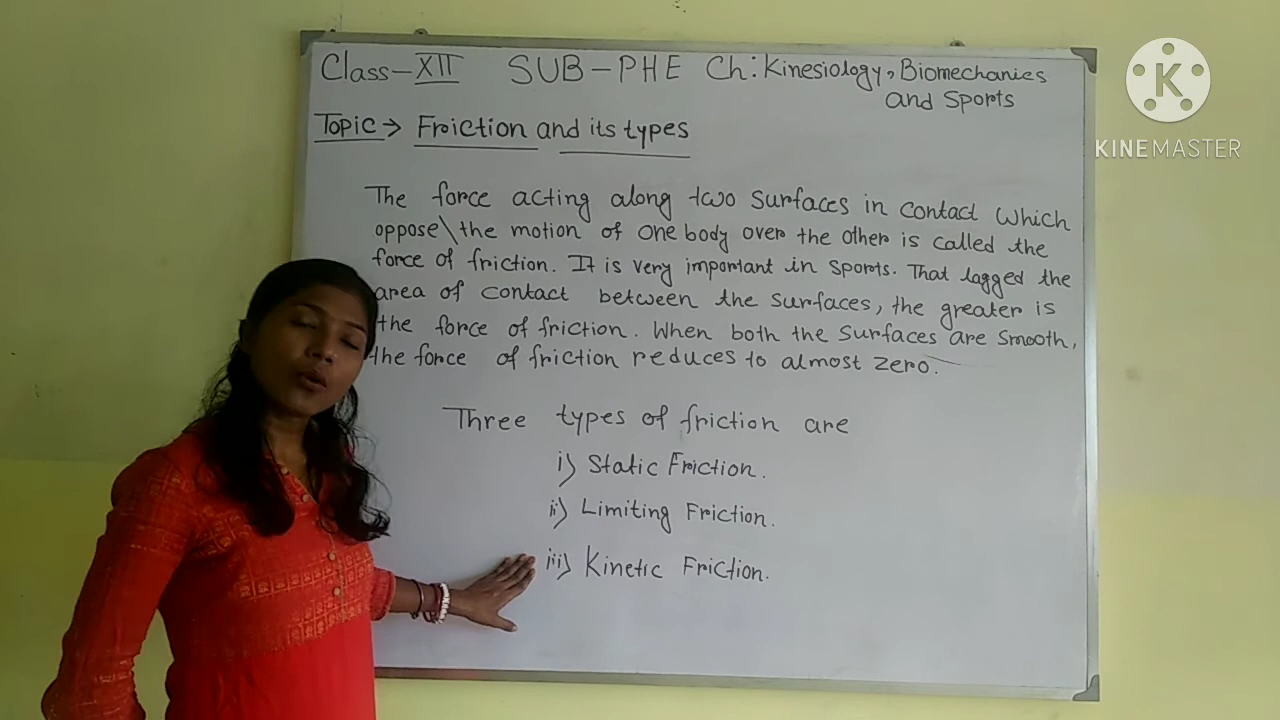 Class-XII SUB-PHE Ch: Kinesiology, Biomechanics
and Sports
Topic→ Friction and its types
The force acting along two surfaces in contact which
oppose\the motion of one body over the other is called the
force of friction. It is very important in sports. That lagged the
area of contact between the surfaces, the greater is
the force of friction. When both the surfaces are smooth,
the force of friction reduces to almost zero.
Three types of friction are
i) Static Friction.
ii) Limiting Friction.
iii) Kinetic Friction.
K
KINEMASTER